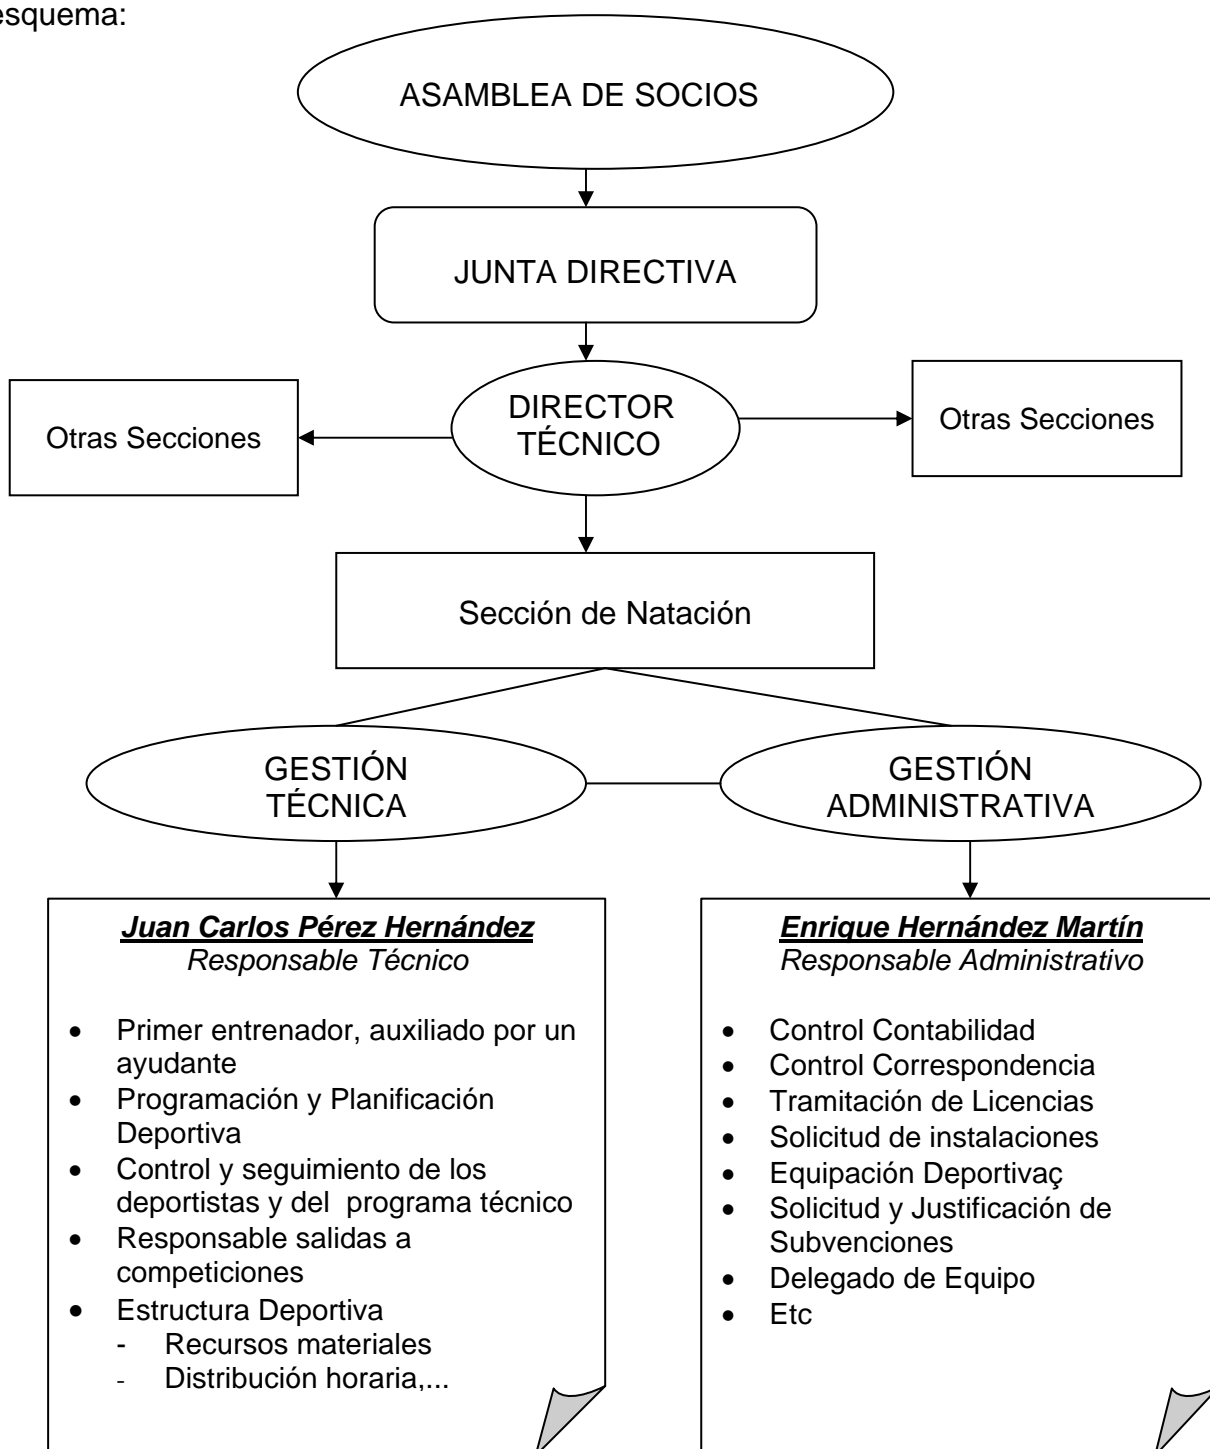 esquema:
ASAMBLEA DE SOCIOS
JUNTA DIRECTIVA
DIRECTOR
TÉCNICO
Otras Secciones
Otras Secciones
Sección de Natación
GESTIÓN
TÉCNICA
GESTIÓN
ADMINISTRATIVA
Juan Carlos Pérez Hernández
Responsable Técnico
• Primer entrenador, auxiliado por un
ayudante
• Programación y Planificación
Deportiva
• Control y seguimiento de los
deportistas y del  programa técnico
• Responsable salidas a
competiciones
• Estructura Deportiva
- Recursos materiales
- Distribución horaria,...
Enrique Hernández Martín
Responsable Administrativo
• Control Contabilidad
• Control Correspondencia
• Tramitación de Licencias
• Solicitud de instalaciones
• Equipación Deportivaç
• Solicitud y Justificación de
Subvenciones
• Delegado de Equipo
• Etc